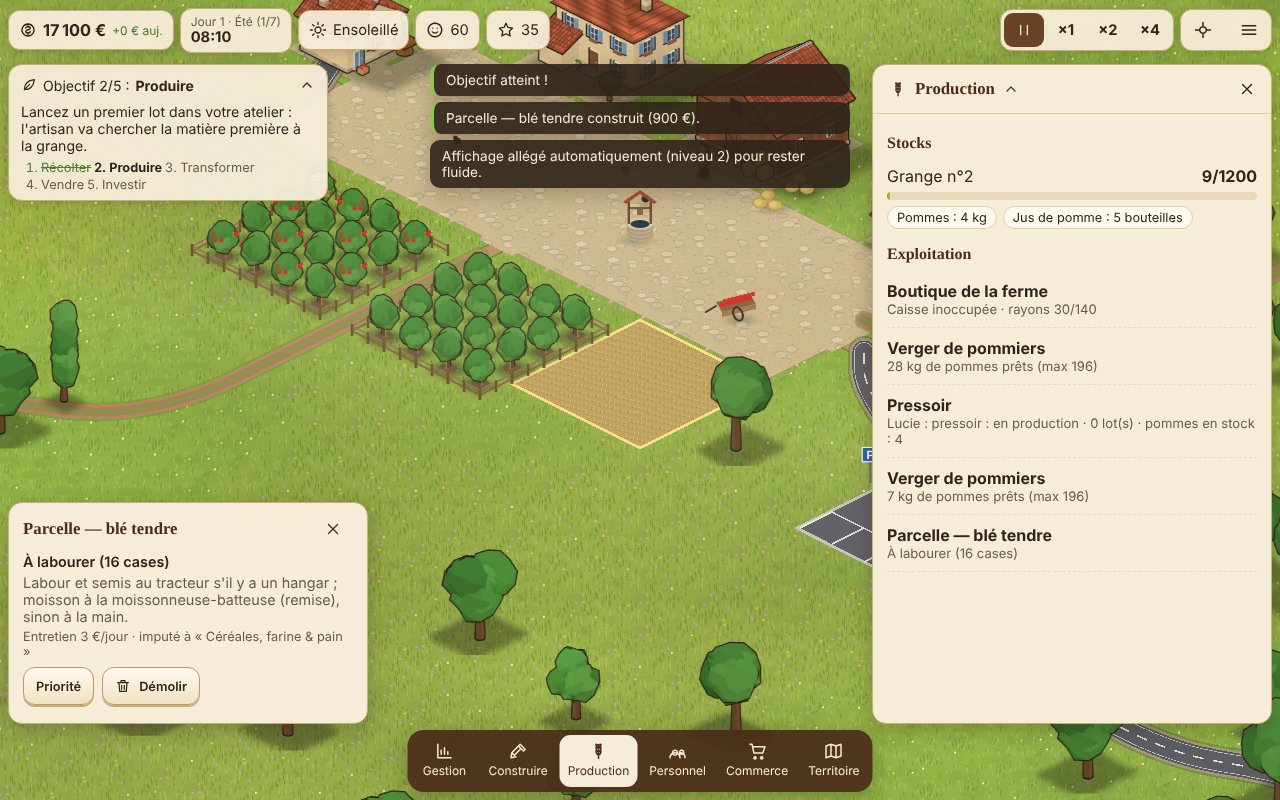 17 100 € +0 € auj.
Jour 1 · Été (1/7)
08:10
Ensoleillé
60
35
×1
×2
×4
Objectif 2/5 : Produire
Lancez un premier lot dans votre atelier :
l'artisan va chercher la matière première à
la grange.
1. Récolter 2. Produire 3. Transformer
4. Vendre 5. Investir
Objectif atteint !
Parcelle — blé tendre construit (900 €).
Affichage allégé automatiquement (niveau 2) pour rester
fluide.
Production
Stocks
Grange n°2 9/1200
Pommes : 4 kg Jus de pomme : 5 bouteilles
Exploitation
Boutique de la ferme
Caisse inoccupée · rayons 30/140
Verger de pommiers
28 kg de pommes prêts (max 196)
Pressoir
Lucie : pressoir : en production · 0 lot(s) · pommes en stock
: 4
Verger de pommiers
7 kg de pommes prêts (max 196)
Parcelle — blé tendre
À labourer (16 cases)
P
Parcelle — blé tendre
À labourer (16 cases)
Labour et semis au tracteur s'il y a un hangar ;
moisson à la moissonneuse-batteuse (remise),
sinon à la main.
Entretien 3 €/jour · imputé à « Céréales, farine & pain
»
Priorité
Démolir
Gestion
Construire
Production
Personnel
Commerce
Territoire